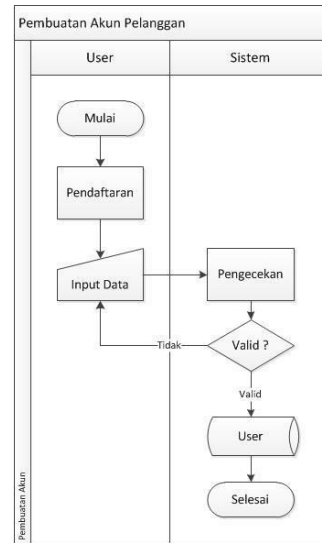 Pembuatan Akun Pelanggan
User
Sistem
Mulai
Pendaftaran
Input Data
Pengecekan
Tidak
Valid ?
Valid
User
Selesai
Pembuatan Akun